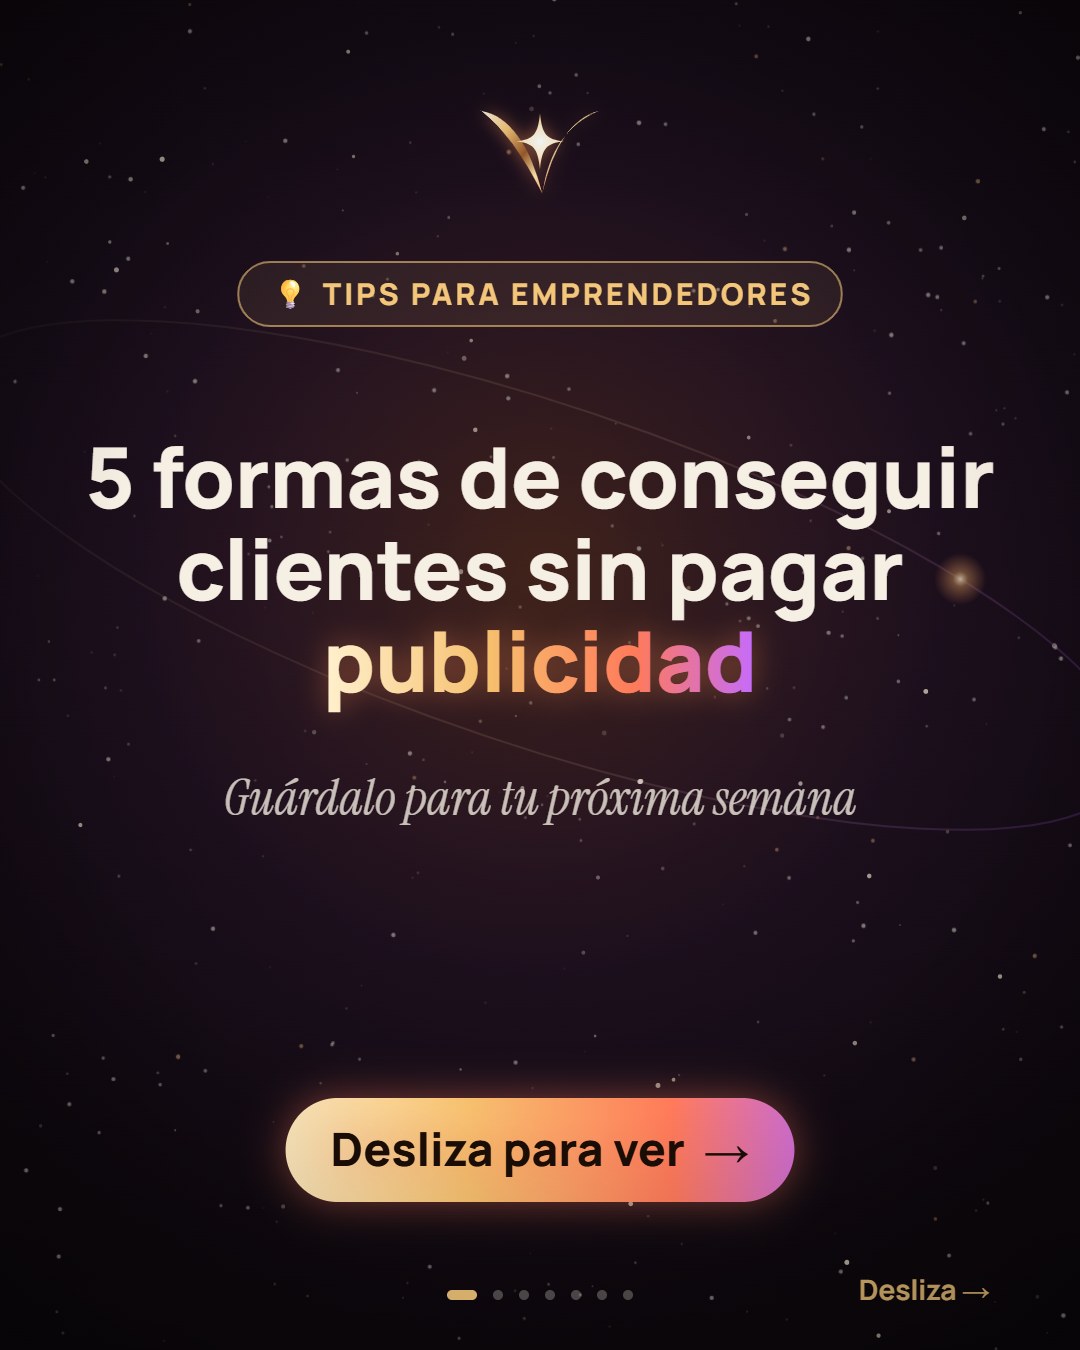 💡 TIPS PARA EMPRENDEDORES
5 formas de conseguir
clientes sin pagar
publicidad
Guárdalo para tu próxima semana
Desliza para ver →
Desliza →